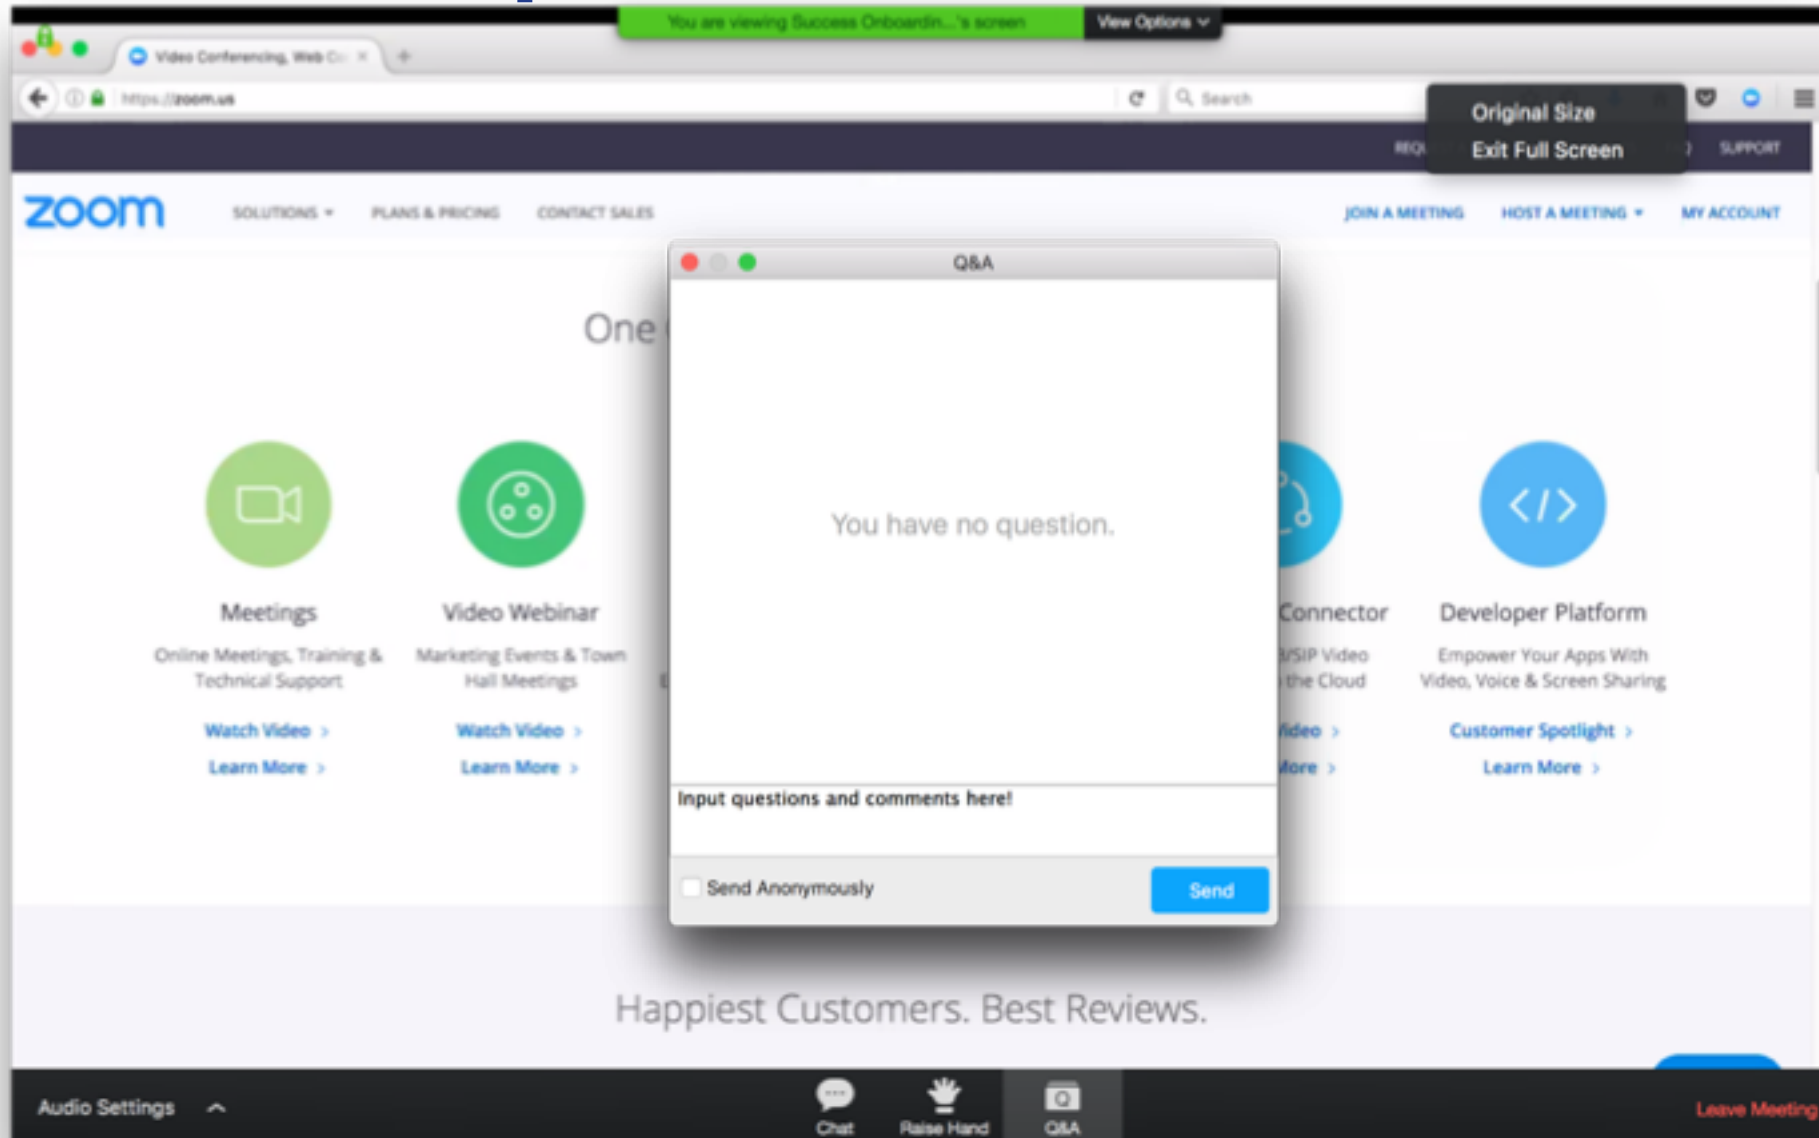 You are viewing Success Onboardin...'s screen
View Options
Video Conferencing, Web Co
https://zoom.us
Search
Original Size
Exit Full Screen
SUPPORT
zoom
SOLUTIONS
PLANS & PRICING
CONTACT SALES
JOIN A MEETING
HOST A MEETING
MY ACCOUNT
Q&A
One
You have no question.
Meetings
Online Meetings, Training &
Technical Support
Watch Video >
Learn More >
Video Webinar
Marketing Events & Town
Hall Meetings
Watch Video >
Learn More >
Connector
/SIP Video
the Cloud
Video >
More >
Developer Platform
Empower Your Apps With
Video, Voice & Screen Sharing
Customer Spotlight >
Learn More >
Input questions and comments here!
Send Anonymously
Send
Happiest Customers. Best Reviews.
Audio Settings
Chat
Raise Hand
Q&A
Leave Meeting